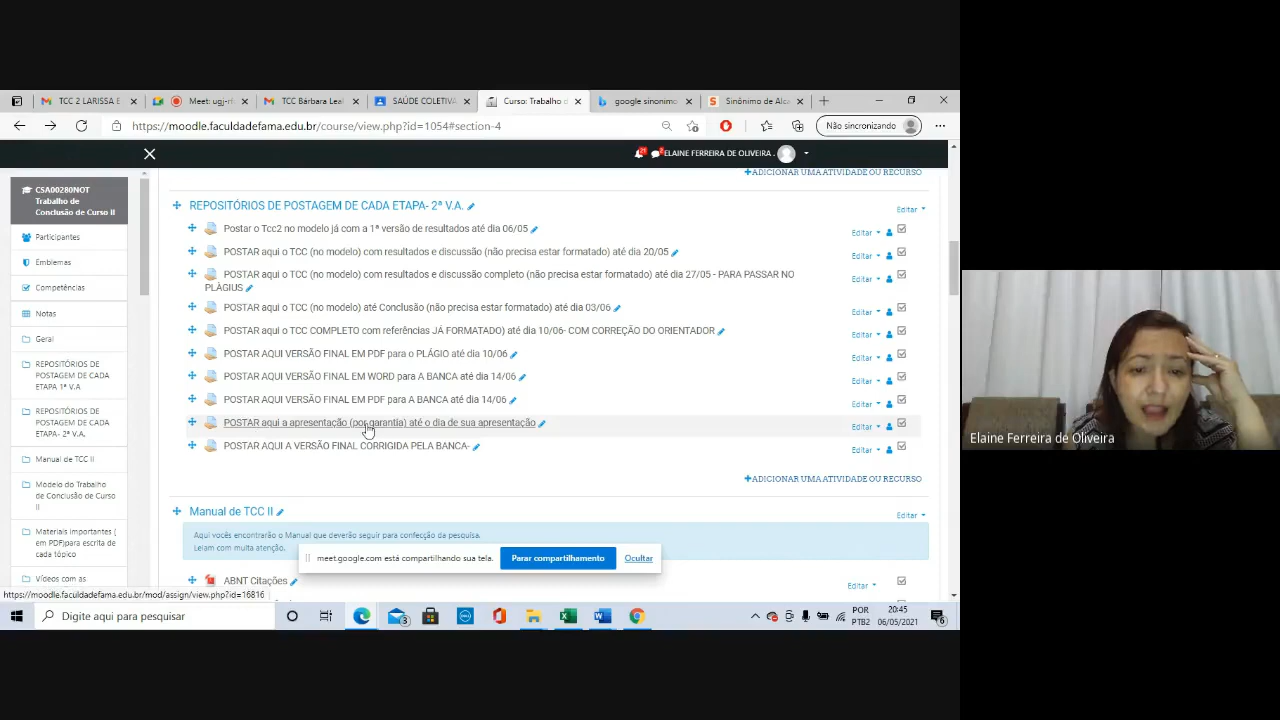 TCC 2 LARISSA E
Meet: ugj-rf
TCC Bárbara Leal
SAÚDE COLETIVA
Curso: Trabalho d
google sinonimo
Sinônimo de Alca
https://moodle.faculdadefama.edu.br/course/view.php?id=1054#section-4
Não sincronizando
ELAINE FERREIRA DE OLIVEIRA .
ADICIONAR UMA ATIVIDADE OU RECURSO
CSA00280NOT
Trabalho de
Conclusão de Curso II
Participantes
Emblemas
Competências
Notas
Geral
REPOSITÓRIOS DE
POSTAGEM DE CADA
ETAPA 1ª V.A
REPOSITÓRIOS DE
POSTAGEM DE CADA
ETAPA- 2ª V.A.
Manual de TCC II
Modelo do Trabalho
de Conclusão de Curso
II
Materiais importantes (
em PDF)para escrita de
cada tópico
Vídeos com as
REPOSITÓRIOS DE POSTAGEM DE CADA ETAPA- 2ª V.A.
Editar
Postar o Tcc2 no modelo já com a 1ª versão de resultados até dia 06/05
Editar
POSTAR aqui o TCC (no modelo) com resultados e discussão (não precisa estar formatado) até dia 20/05
Editar
POSTAR aqui o TCC (no modelo) com resultados e discussão completo (não precisa estar formatado) até dia 27/05 - PARA PASSAR NO
PLÁGIUS
Editar
POSTAR aqui o TCC (no modelo) até Conclusão (não precisa estar formatado) até dia 03/06
Editar
POSTAR aqui o TCC COMPLETO com referências JÁ FORMATADO) até dia 10/06- COM CORREÇÃO DO ORIENTADOR
Editar
POSTAR AQUI VERSÃO FINAL EM PDF para o PLÁGIO até dia 10/06
Editar
POSTAR AQUI VERSÃO FINAL EM WORD para A BANCA até dia 14/06
Editar
POSTAR AQUI VERSÃO FINAL EM PDF para A BANCA até dia 14/06
Editar
POSTAR aqui a apresentação (por garantia) até o dia de sua apresentação
Editar
POSTAR AQUI A VERSÃO FINAL CORRIGIDA PELA BANCA-
Editar
ADICIONAR UMA ATIVIDADE OU RECURSO
Manual de TCC II
Editar
Aqui vocês encontrarão o Manual que deverão seguir para confecção da pesquisa.
Leiam com muita atenção.
meet.google.com está compartilhando sua tela.
Parar compartilhamento
Ocultar
ABNT Citações
Editar
https://moodle.faculdadefama.edu.br/mod/assign/view.php?id=16816
Digite aqui para pesquisar
POR
PTB2
20:45
06/05/2021
Elaine Ferreira de Oliveira